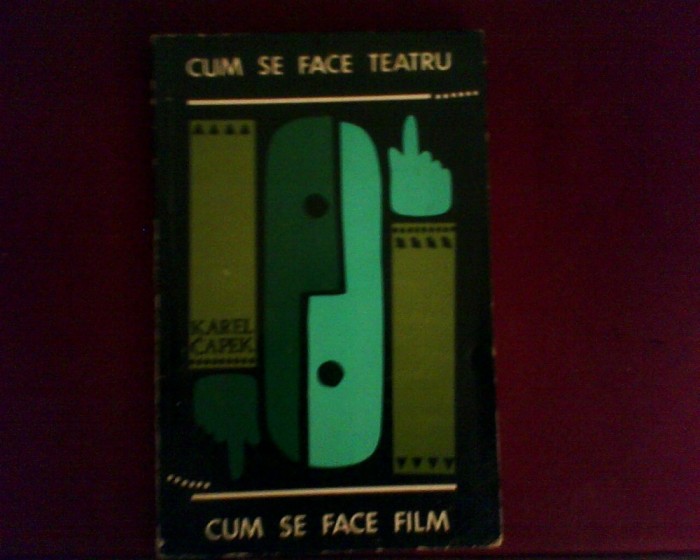 CUM SE FACE TEATRU
KAREL
ČAPEK
CUM SE FACE FILM